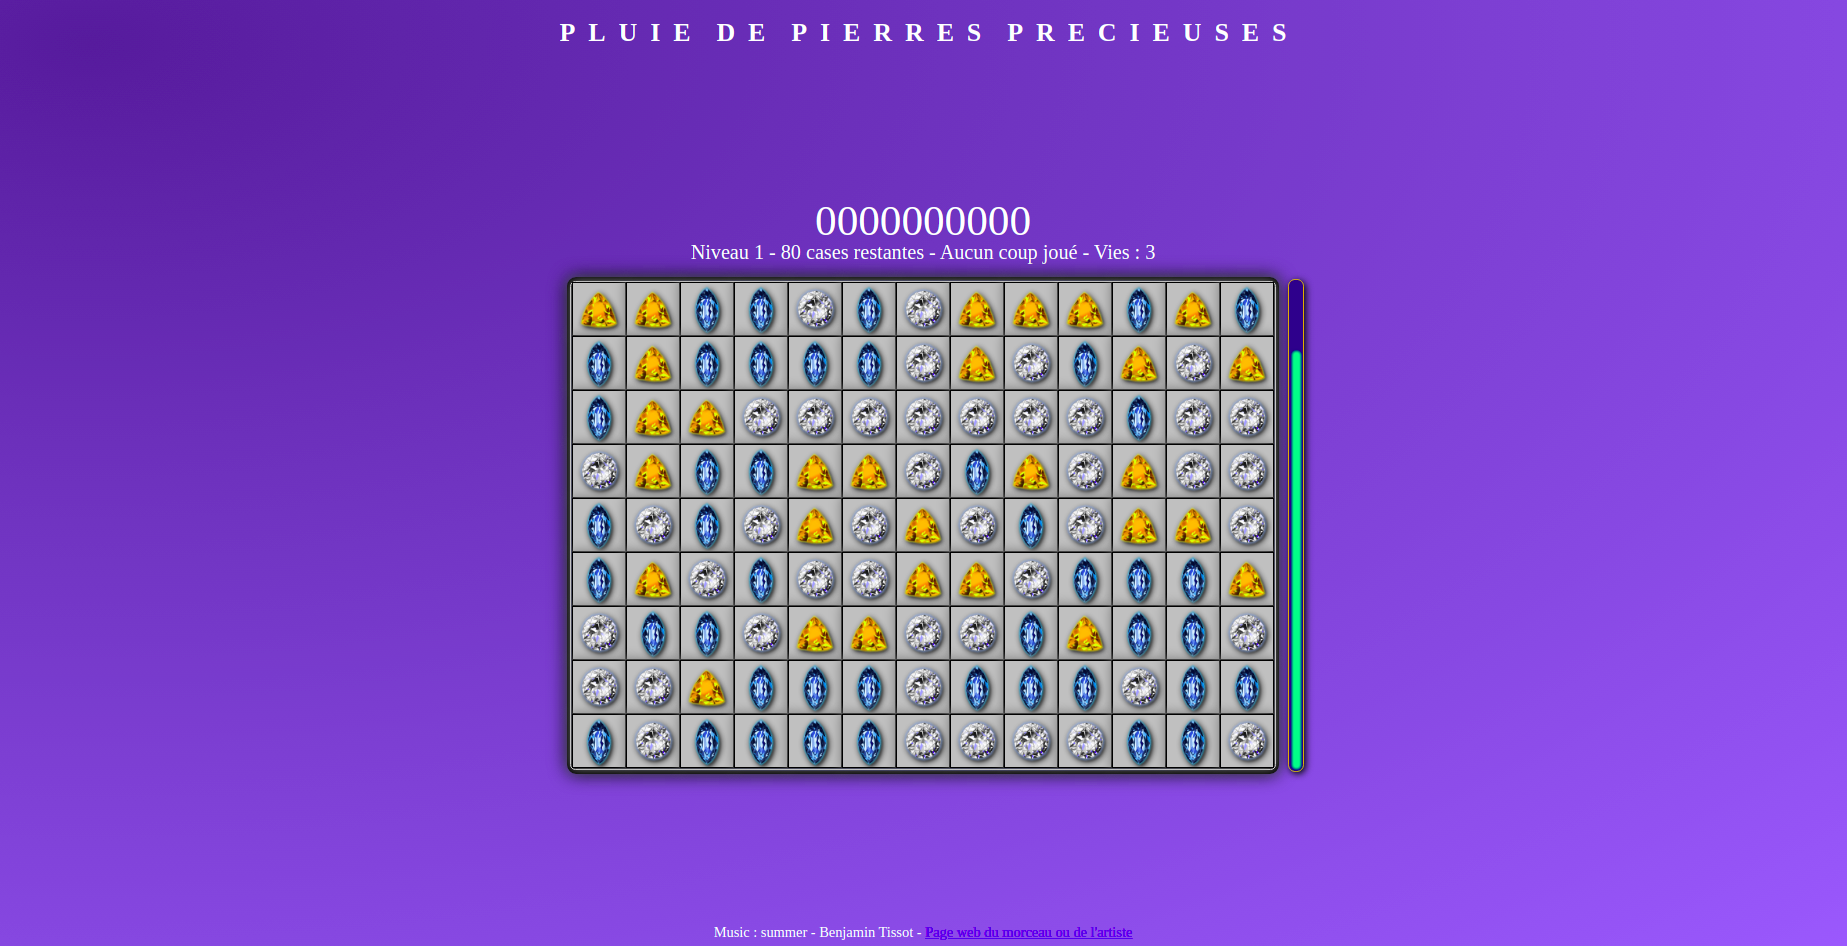 PLUIE DE PIERRES PRECIEUSES
0000000000
Niveau 1 - 80 cases restantes - Aucun coup joué - Vies : 3
Music : summer - Benjamin Tissot - Page web du morceau ou de l'artiste